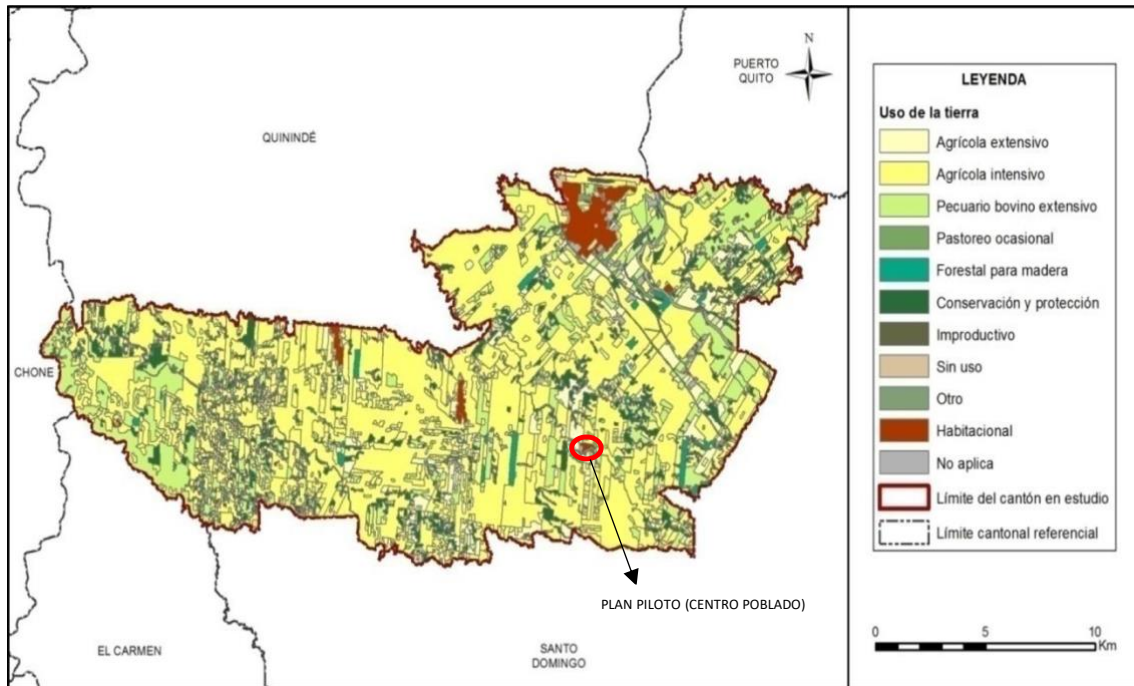 N
PUERTO
QUITO
QUININDÉ
CHONE
PLAN PILOTO (CENTRO POBLADO)
EL CARMEN
SANTO
DOMINGO
LEYENDA
Uso de la tierra
Agrícola extensivo
Agrícola intensivo
Pecuario bovino extensivo
Pastoreo ocasional
Forestal para madera
Conservación y protección
Improductivo
Sin uso
Otro
Habitacional
No aplica
Límite del cantón en estudio
Límite cantonal referencial
0 5 10
Km